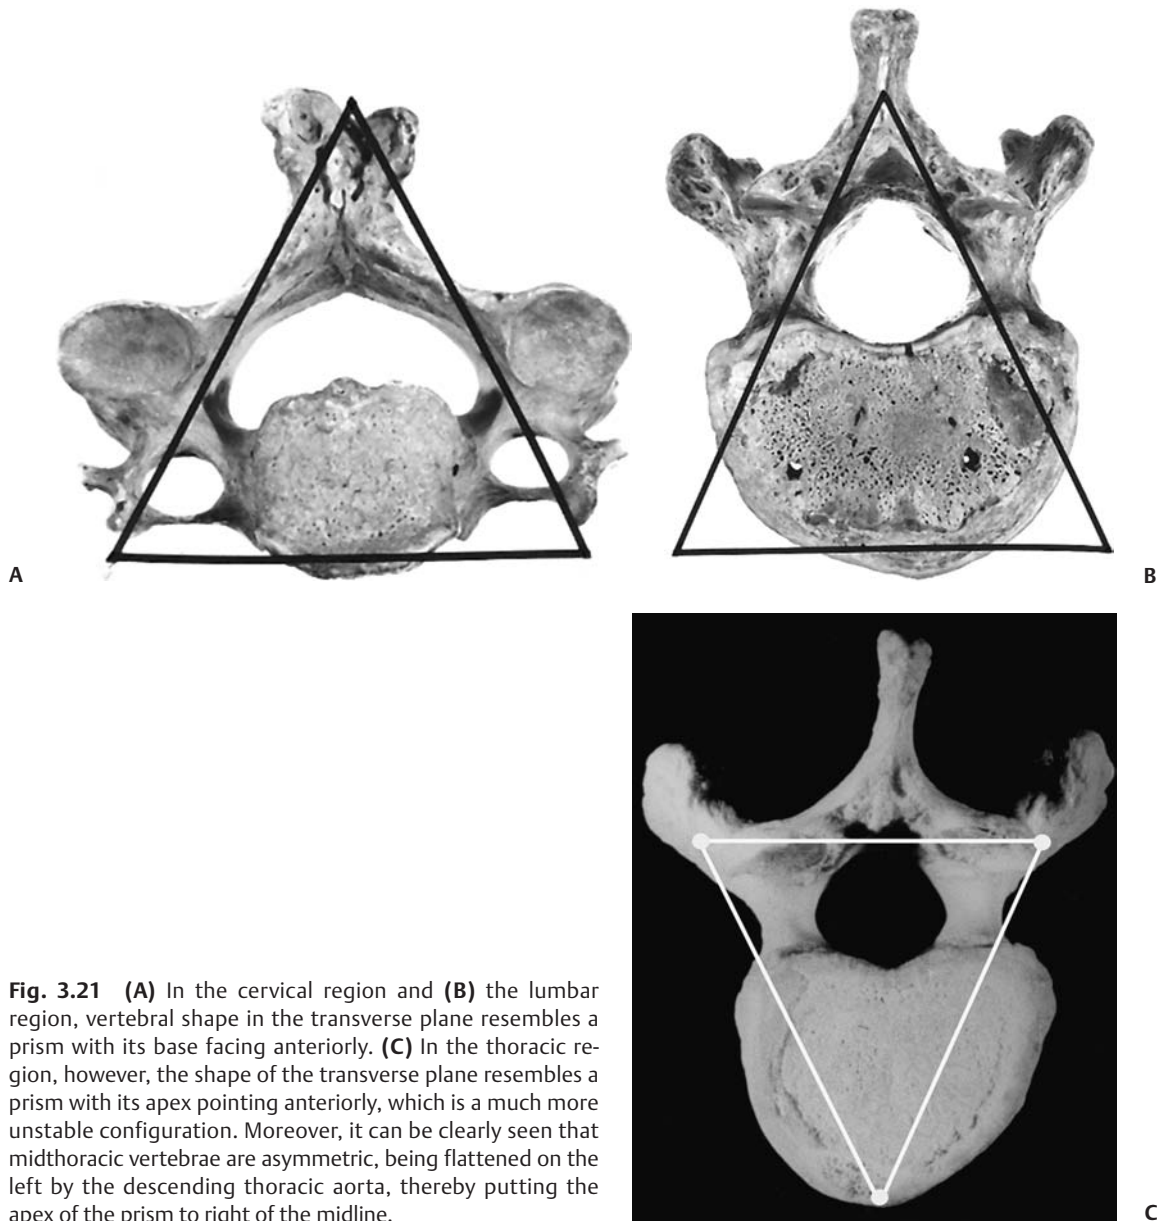 A
B
Fig. 3.21 (A) In the cervical region and (B) the lumbar
region, vertebral shape in the transverse plane resembles a
prism with its base facing anteriorly. (C) In the thoracic re-
gion, however, the shape of the transverse plane resembles a
prism with its apex pointing anteriorly, which is a much more
unstable configuration. Moreover, it can be clearly seen that
midthoracic vertebrae are asymmetric, being flattened on the
left by the descending thoracic aorta, thereby putting the
apex of the prism to right of the midline.
C